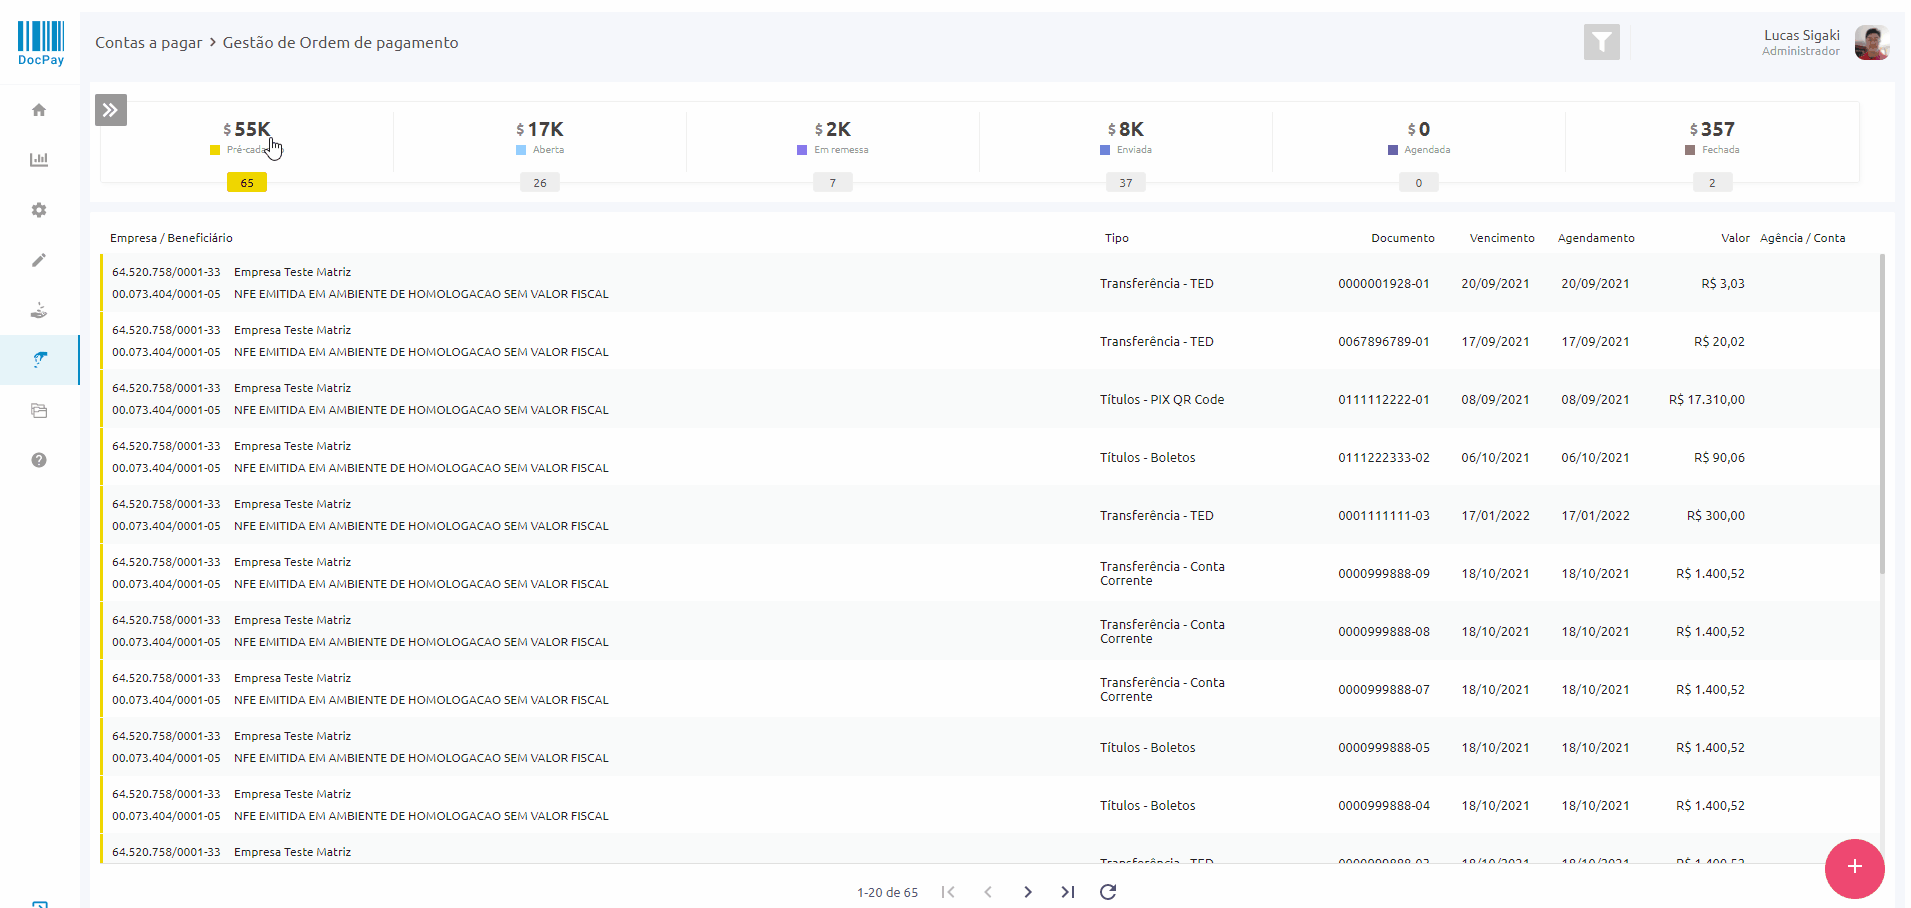 DocPay
Contas a pagar > Gestão de Ordem de pagamento
Lucas Sigaki
Administrador
$ 55K
$ 17K
$ 2K
$ 8K
$ 0
$ 357
Aberta
Em remessa
Enviada
Agendada
Fechada
65
26
7
37
0
2
Empresa / Beneficiário Tipo Documento Vencimento Agendamento Valor Agência / Conta
64.520.758/0001-33 Empresa Teste Matriz
00.073.404/0001-05 NFE EMITIDA EM AMBIENTE DE HOMOLOGACAO SEM VALOR FISCAL
Transferência - TED 0000001928-01 20/09/2021 20/09/2021 R$ 3,03
64.520.758/0001-33 Empresa Teste Matriz
00.073.404/0001-05 NFE EMITIDA EM AMBIENTE DE HOMOLOGACAO SEM VALOR FISCAL
Transferência - TED 0067896789-01 17/09/2021 17/09/2021 R$ 20,02
64.520.758/0001-33 Empresa Teste Matriz
00.073.404/0001-05 NFE EMITIDA EM AMBIENTE DE HOMOLOGACAO SEM VALOR FISCAL
Títulos - PIX QR Code 0111112222-01 08/09/2021 08/09/2021 R$ 17.310,00
64.520.758/0001-33 Empresa Teste Matriz
00.073.404/0001-05 NFE EMITIDA EM AMBIENTE DE HOMOLOGACAO SEM VALOR FISCAL
Títulos - Boletos 0111222333-02 06/10/2021 06/10/2021 R$ 90,06
64.520.758/0001-33 Empresa Teste Matriz
00.073.404/0001-05 NFE EMITIDA EM AMBIENTE DE HOMOLOGACAO SEM VALOR FISCAL
Transferência - TED 0001111111-03 17/01/2022 17/01/2022 R$ 300,00
64.520.758/0001-33 Empresa Teste Matriz
00.073.404/0001-05 NFE EMITIDA EM AMBIENTE DE HOMOLOGACAO SEM VALOR FISCAL
Transferência - Conta
Corrente
0000999888-09 18/10/2021 18/10/2021 R$ 1.400,52
64.520.758/0001-33 Empresa Teste Matriz
00.073.404/0001-05 NFE EMITIDA EM AMBIENTE DE HOMOLOGACAO SEM VALOR FISCAL
Transferência - Conta
Corrente
0000999888-08 18/10/2021 18/10/2021 R$ 1.400,52
64.520.758/0001-33 Empresa Teste Matriz
00.073.404/0001-05 NFE EMITIDA EM AMBIENTE DE HOMOLOGACAO SEM VALOR FISCAL
Transferência - Conta
Corrente
0000999888-07 18/10/2021 18/10/2021 R$ 1.400,52
64.520.758/0001-33 Empresa Teste Matriz
00.073.404/0001-05 NFE EMITIDA EM AMBIENTE DE HOMOLOGACAO SEM VALOR FISCAL
Títulos - Boletos 0000999888-05 18/10/2021 18/10/2021 R$ 1.400,52
64.520.758/0001-33 Empresa Teste Matriz
00.073.404/0001-05 NFE EMITIDA EM AMBIENTE DE HOMOLOGACAO SEM VALOR FISCAL
Títulos - Boletos 0000999888-04 18/10/2021 18/10/2021 R$ 1.400,52
64.520.758/0001-33 Empresa Teste Matriz
1-20 de 65